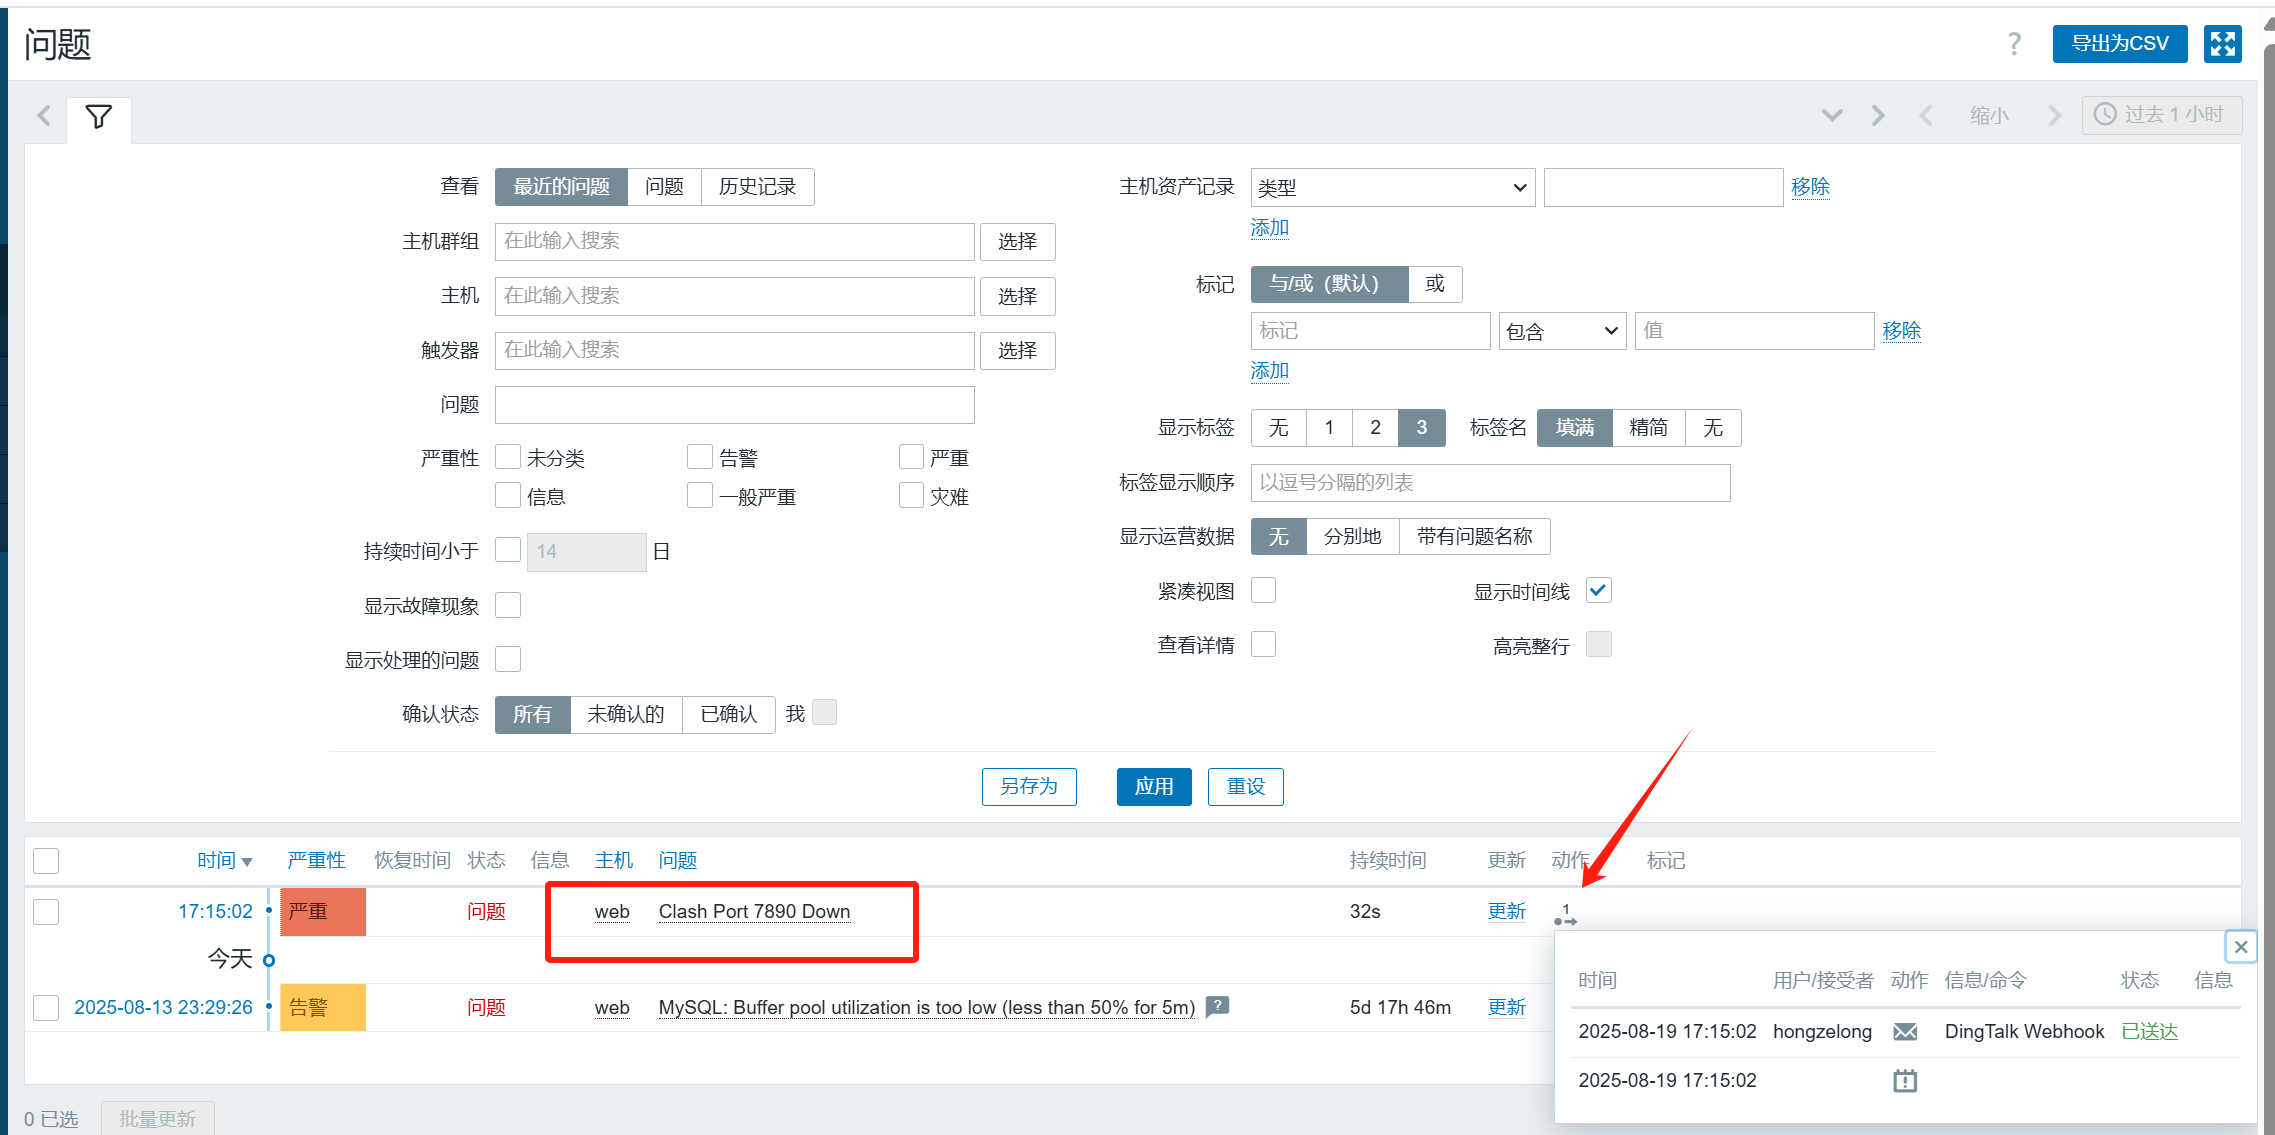 问题
? 导出为CSV
缩小 过去 1 小时
查看 最近的问题 问题 历史记录
主机资产记录 类型 移除
添加
主机群组 在此输入搜索 选择
主机 在此输入搜索 选择
标记 与/或（默认） 或
触发器 在此输入搜索 选择
标记 包含 值 移除
添加
问题
显示标签 无 1 2 3 标签名 填满 精简 无
严重性 未分类 告警 严重
信息 一般严重 灾难
标签显示顺序 以逗号分隔的列表
持续时间小于 14 日
显示运营数据 无 分别地 带有问题名称
显示故障现象
紧凑视图 显示时间线
显示处理的问题
查看详情 高亮整行
确认状态 所有 未确认的 已确认 我
另存为 应用 重设
时间 严重性 恢复时间 状态 信息 主机 问题 持续时间 更新 动作 标记
17:15:02 严重 问题 web Clash Port 7890 Down 32s 更新 1
今天
2025-08-13 23:29:26 告警 问题 web MySQL: Buffer pool utilization is too low (less than 50% for 5m) ? 5d 17h 46m 更新
时间 用户/接受者 动作 信息/命令 状态 信息
2025-08-19 17:15:02 hongzelong DingTalk Webhook 已送达
2025-08-19 17:15:02
0 已选 批量更新